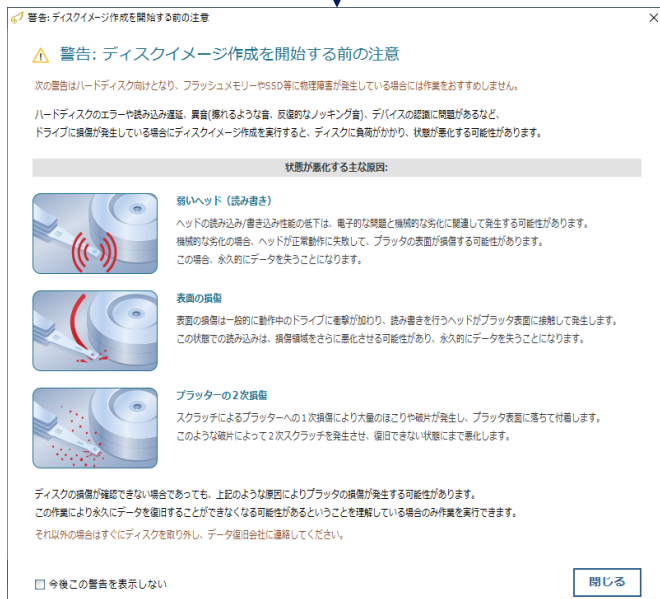 警告: ディスクイメージ作成を開始する前の注意
警告: ディスクイメージ作成を開始する前の注意
次の警告はハードディスク向けとなり、フラッシュメモリーやSSD等に物理障害が発生している場合には作業をおすすめしません。
ハードディスクのエラーや読み込み遅延、異音(擦れるような音、反復的なノッキング音)、デバイスの認識に問題があるなど、
ドライブに損傷が発生している場合にディスクイメージ作成を実行すると、ディスクに負荷がかかり、状態が悪化する可能性があります。
状態が悪化する主な原因:
弱いヘッド（読み書き）
ヘッドの読み込み/書き込み性能の低下は、電子的な問題と機械的な劣化に関連して発生する可能性があります。
機械的な劣化の場合、ヘッドが正常動作に失敗して、プラッタの表面が損傷する可能性があります。
この場合、永久的にデータを失うことになります。
表面の損傷
表面の損傷は一般的に動作中のドライブに衝撃が加わり、読み書きを行うヘッドがプラッタ表面に接触して発生します。
この状態での読み込みは、損傷領域をさらに悪化させる可能性があり、永久的にデータを失うことになります。
プラッターの２次損傷
スクラッチによるプラッターへの１次損傷により大量のほこりや破片が発生し、プラッタ表面に落ちて付着します。
このような破片によって２次スクラッチを発生させ、復旧できない状態にまで悪化します。
ディスクの損傷が確認できない場合であっても、上記のような原因によりプラッタの損傷が発生する可能性があります。
この作業により永久にデータを復旧することができなくなる可能性があるということを理解している場合のみ作業を実行できます。
それ以外の場合はすぐにディスクを取り外し、データ復旧会社に連絡してください。
今後この警告を表示しない
閉じる